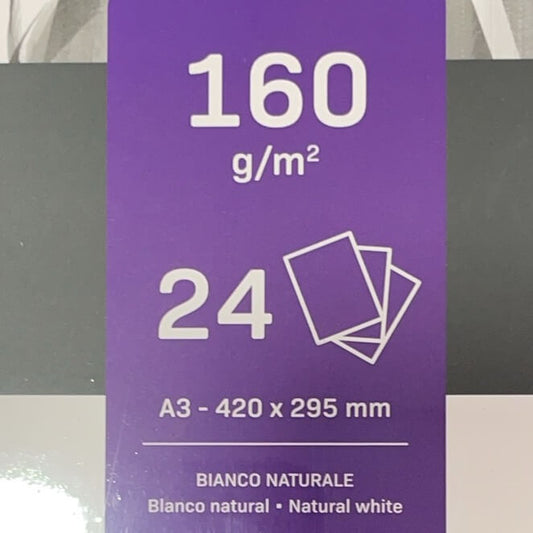 160
g/m²
24
A3 - 420 x 295 mm
BIANCO NATURALE
Blanco natural • Natural white